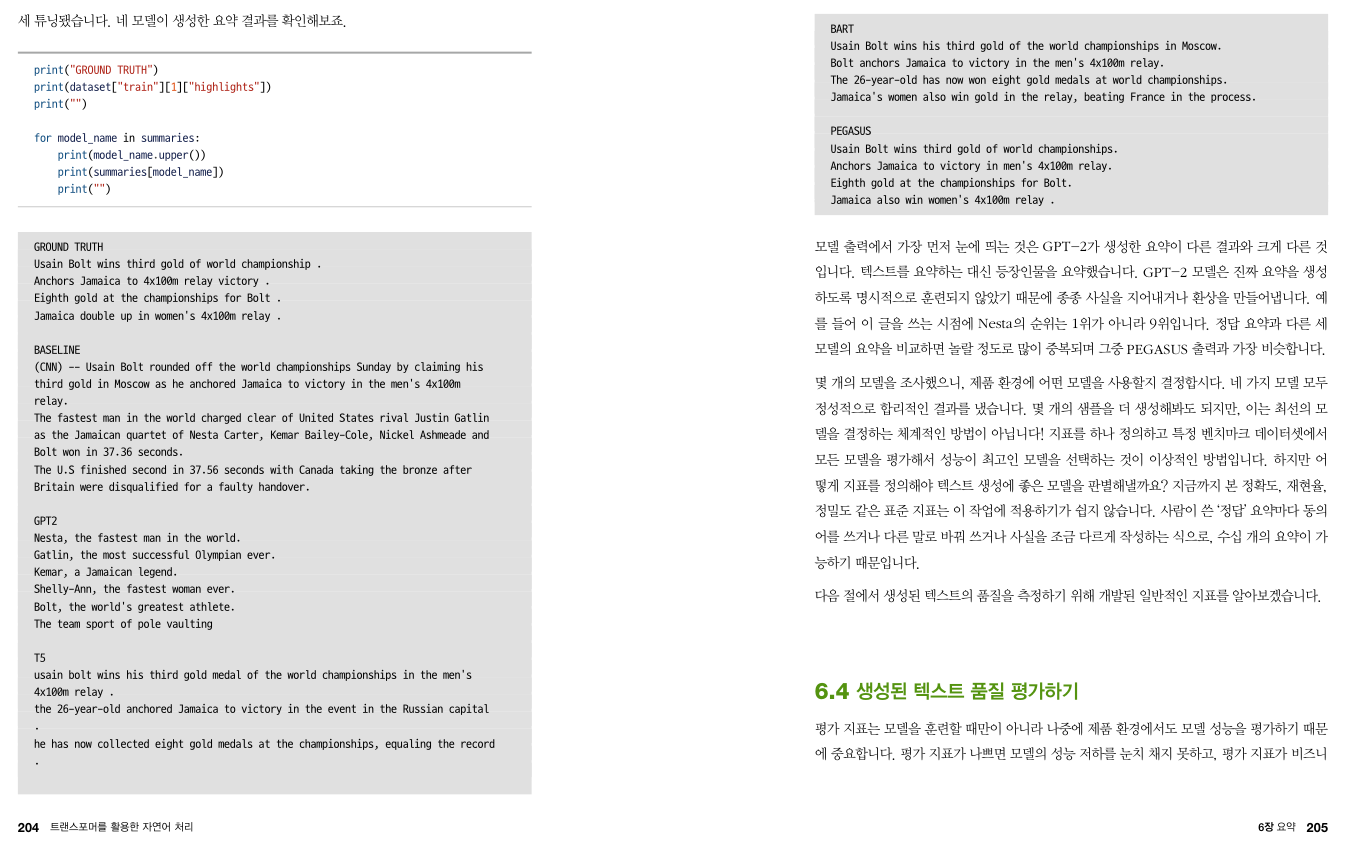 세 튜닝됐습니다. 네 모델이 생성한 요약 결과를 확인해보죠.
print("GROUND TRUTH")
print(dataset["train"][1]["highlights"])
print("")
for model_name in summaries:
print(model_name.upper())
print(summaries[model_name])
print("")
GROUND TRUTH
Usain Bolt wins third gold of world championship .
Anchors Jamaica to 4x100m relay victory .
Eighth gold at the championships for Bolt .
Jamaica double up in women's 4x100m relay .
BASELINE
(CNN) -- Usain Bolt rounded off the world championships Sunday by claiming his
third gold in Moscow as he anchored Jamaica to victory in the men's 4x100m
relay.
The fastest man in the world charged clear of United States rival Justin Gatlin
as the Jamaican quartet of Nesta Carter, Kemar Bailey-Cole, Nickel Ashmeade and
Bolt won in 37.36 seconds.
The U.S finished second in 37.56 seconds with Canada taking the bronze after
Britain were disqualified for a faulty handover.
GPT2
Nesta, the fastest man in the world.
Gatlin, the most successful Olympian ever.
Kemar, a Jamaican legend.
Shelly-Ann, the fastest woman ever.
Bolt, the world's greatest athlete.
The team sport of pole vaulting
T5
usain bolt wins his third gold medal of the world championships in the men's
4x100m relay .
the 26-year-old anchored Jamaica to victory in the event in the Russian capital
.
he has now collected eight gold medals at the championships, equaling the record
.
204 트랜스포머를 활용한 자연어 처리
BART
Usain Bolt wins his third gold of the world championships in Moscow.
Bolt anchors Jamaica to victory in the men's 4x100m relay.
The 26-year-old has now won eight gold medals at world championships.
Jamaica's women also win gold in the relay, beating France in the process.
PEGASUS
Usain Bolt wins third gold of world championships.
Anchors Jamaica to victory in men's 4x100m relay.
Eighth gold at the championships for Bolt.
Jamaica also win women's 4x100m relay .
모델 출력에서 가장 먼저 눈에 띄는 것은 GPT-2가 생성한 요약이 다른 결과와 크게 다른 것
입니다. 텍스트를 요약하는 대신 등장인물을 요약했습니다. GPT-2 모델은 진짜 요약을 생성
하도록 명시적으로 훈련되지 않았기 때문에 종종 사실을 지어내거나 환상을 만들어냅니다. 예
를 들어 이 글을 쓰는 시점에 Nesta의 순위는 1위가 아니라 9위입니다. 정답 요약과 다른 세
모델의 요약을 비교하면 놀랄 정도로 많이 중복되며 그중 PEGASUS 출력과 가장 비슷합니다.
몇 개의 모델을 조사했으니, 제품 환경에 어떤 모델을 사용할지 결정합시다. 네 가지 모델 모두
정성적으로 합리적인 결과를 냈습니다. 몇 개의 샘플을 더 생성해봐도 되지만, 이는 최선의 모
델을 결정하는 체계적인 방법이 아닙니다! 지표를 하나 정의하고 특정 벤치마크 데이터셋에서
모든 모델을 평가해서 성능이 최고인 모델을 선택하는 것이 이상적인 방법입니다. 하지만 어
떻게 지표를 정의해야 텍스트 생성에 좋은 모델을 판별해낼까요? 지금까지 본 정확도, 재현율,
정밀도 같은 표준 지표는 이 작업에 적용하기가 쉽지 않습니다. 사람이 쓴 '정답' 요약마다 동의
어를 쓰거나 다른 말로 바꿔 쓰거나 사실을 조금 다르게 작성하는 식으로, 수십 개의 요약이 가
능하기 때문입니다.
다음 절에서 생성된 텍스트의 품질을 측정하기 위해 개발된 일반적인 지표를 알아보겠습니다.
6.4 생성된 텍스트 품질 평가하기
평가 지표는 모델을 훈련할 때만이 아니라 나중에 제품 환경에서도 모델 성능을 평가하기 때문
에 중요합니다. 평가 지표가 나쁘면 모델의 성능 저하를 눈치 채지 못하고, 평가 지표가 비즈니
6장 요약 205